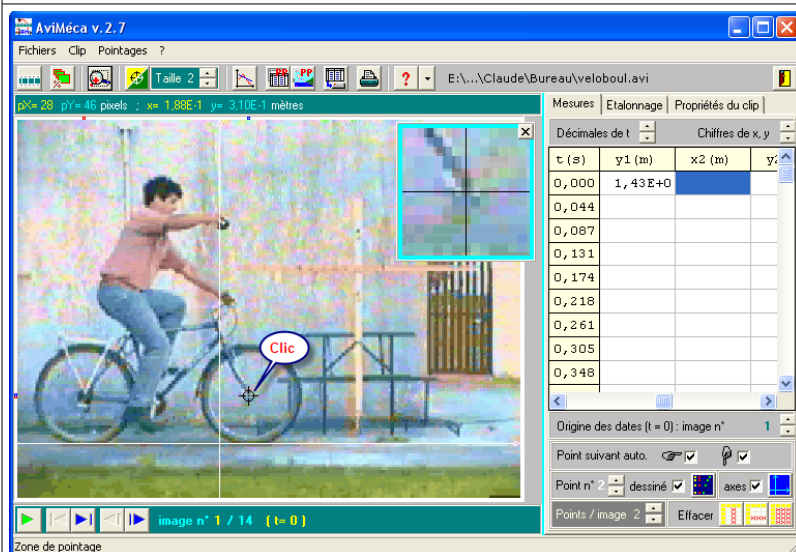 AviMéca v.2.7
Fichiers Clip Pointages ?
Taille 2 ? E:\...\Claude\Bureau\veloboul.avi
pX= 28 pY= 46 pixels ; x= 1,88E-1 y= 3,10E-1 mètres
Mesures Etalonnage Propriétés du clip
Décimales de t Chiffres de x, y
t (s) y1 (m) x2 (m)
0,000 1,43E+0
0,044
0,087
0,131
0,174
0,218
0,261
0,305
0,348
Clic
Origine des dates (t = 0) : image n° 1
Point suivant auto.
Point n° 2 dessiné axes
Points / image 2 Effacer
image n° 1 / 14 ( t= 0 )
Zone de pointage